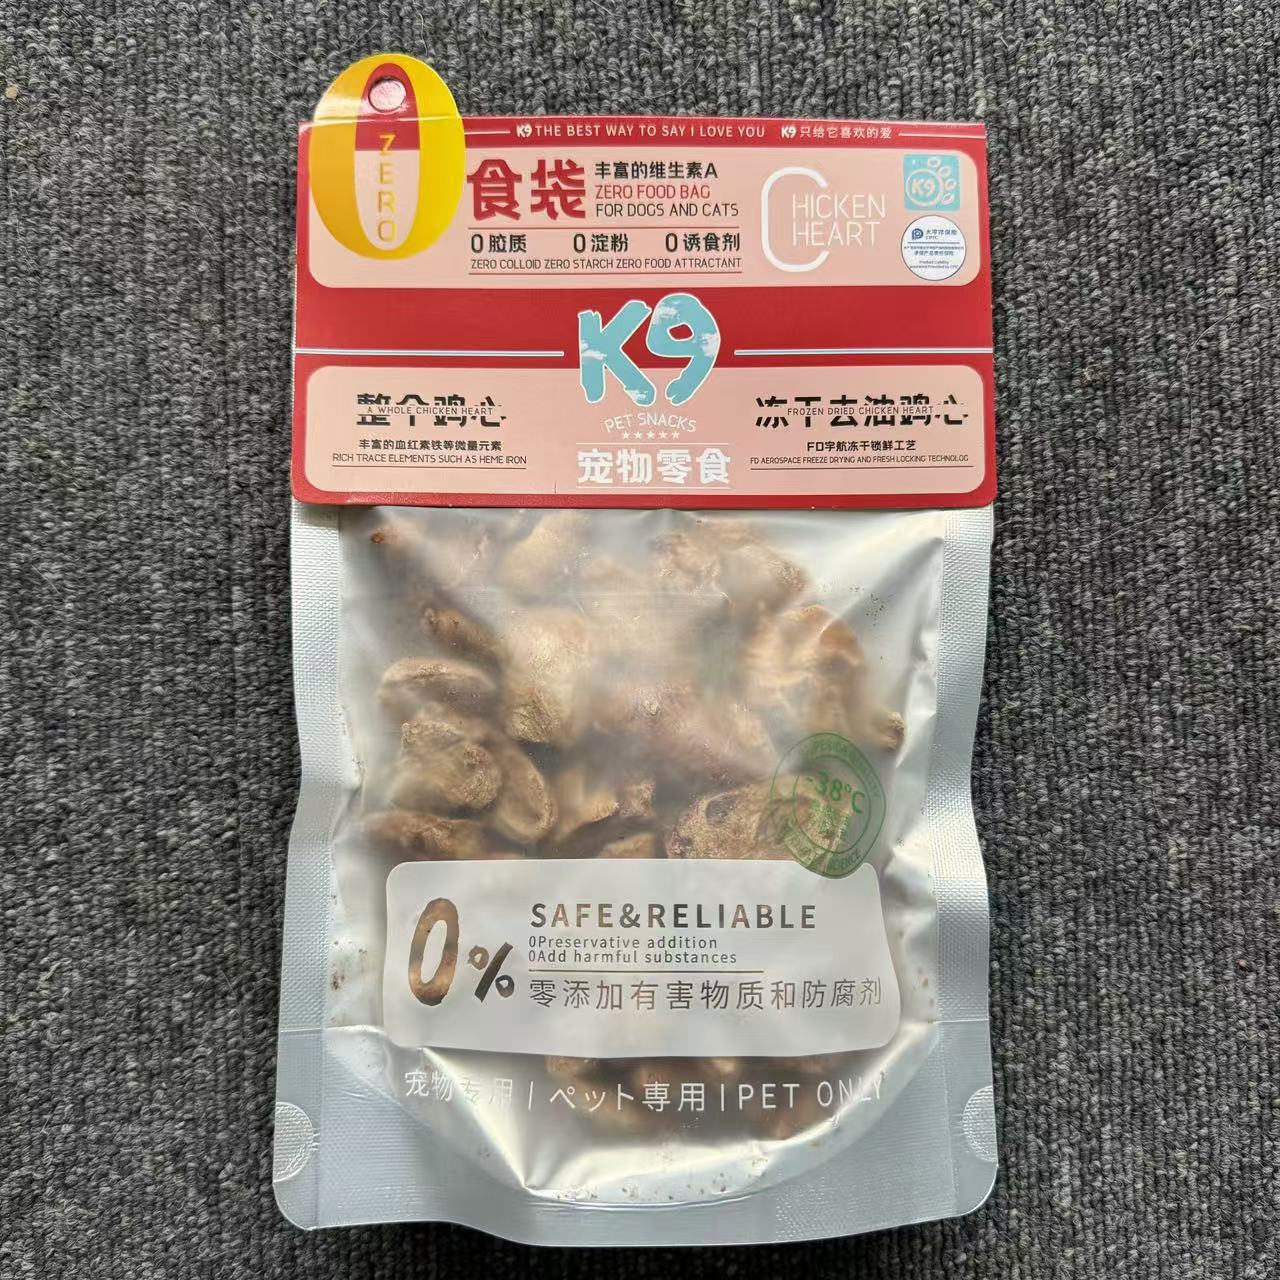 K9 THE BEST WAY TO SAY I LOVE YOU K9 只给它喜欢的爱
0
ZERO
食袋
丰富的维生素A
ZERO FOOD BAG
FOR DOGS AND CATS
0胶质 0淀粉 0诱食剂
ZERO COLLOID ZERO STARCH ZERO FOOD ATTRACTANT
CHICKEN
HEART
K9
太平洋保险
CPIC
K9
PET SNACKS
宠物零食
整个鸡心
A WHOLE CHICKEN HEART
丰富的血红素铁等微量元素
RICH TRACE ELEMENTS SUCH AS HEME IRON
冻干去油鸡心
FROZEN DRIED CHICKEN HEART
FD宇航冻干锁鲜工艺
FD AEROSPACE FREEZE DRYING AND FRESH LOCKING TECHNOLOG
-38°C
0%
SAFE&RELIABLE
0Preservative addition
0Add harmful substances
零添加有害物质和防腐剂
宠物专用|ペット専用|PET ONLY